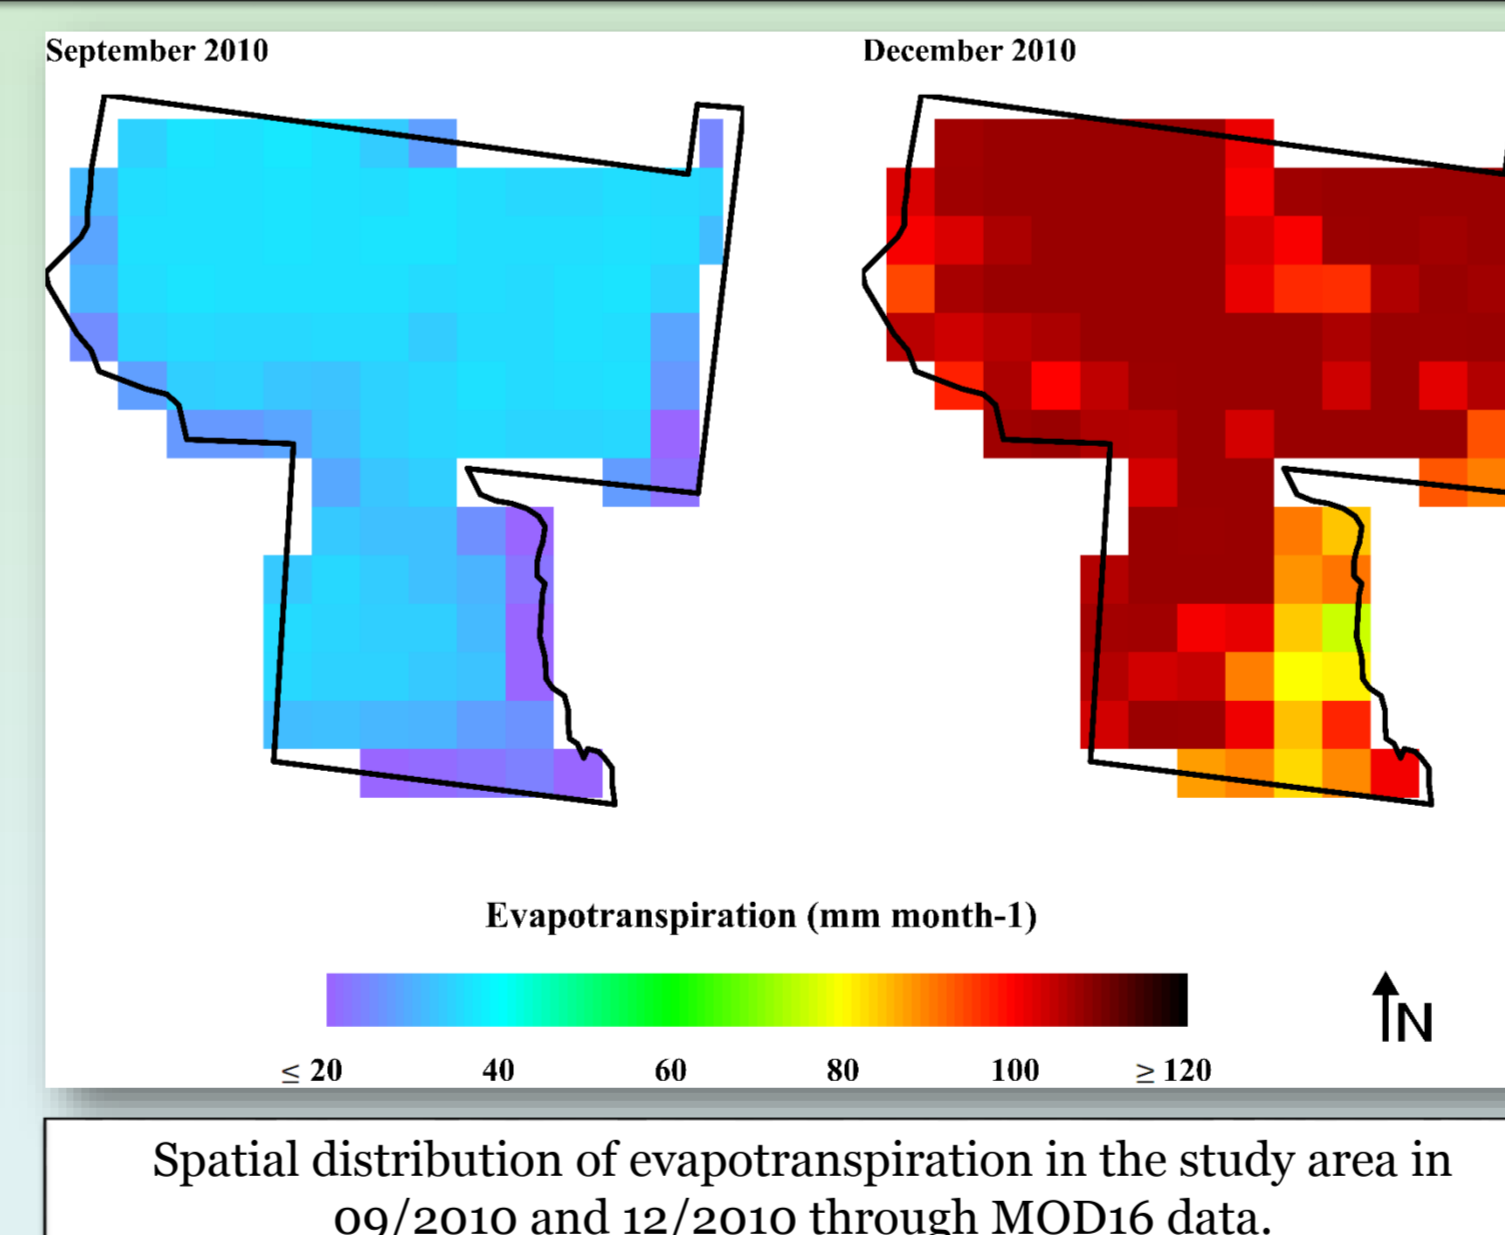 September 2010
December 2010
Evapotranspiration (mm month-1)
N
≤ 20 40 60 80 100 ≥ 120
Spatial distribution of evapotranspiration in the study area in
09/2010 and 12/2010 through MOD16 data.